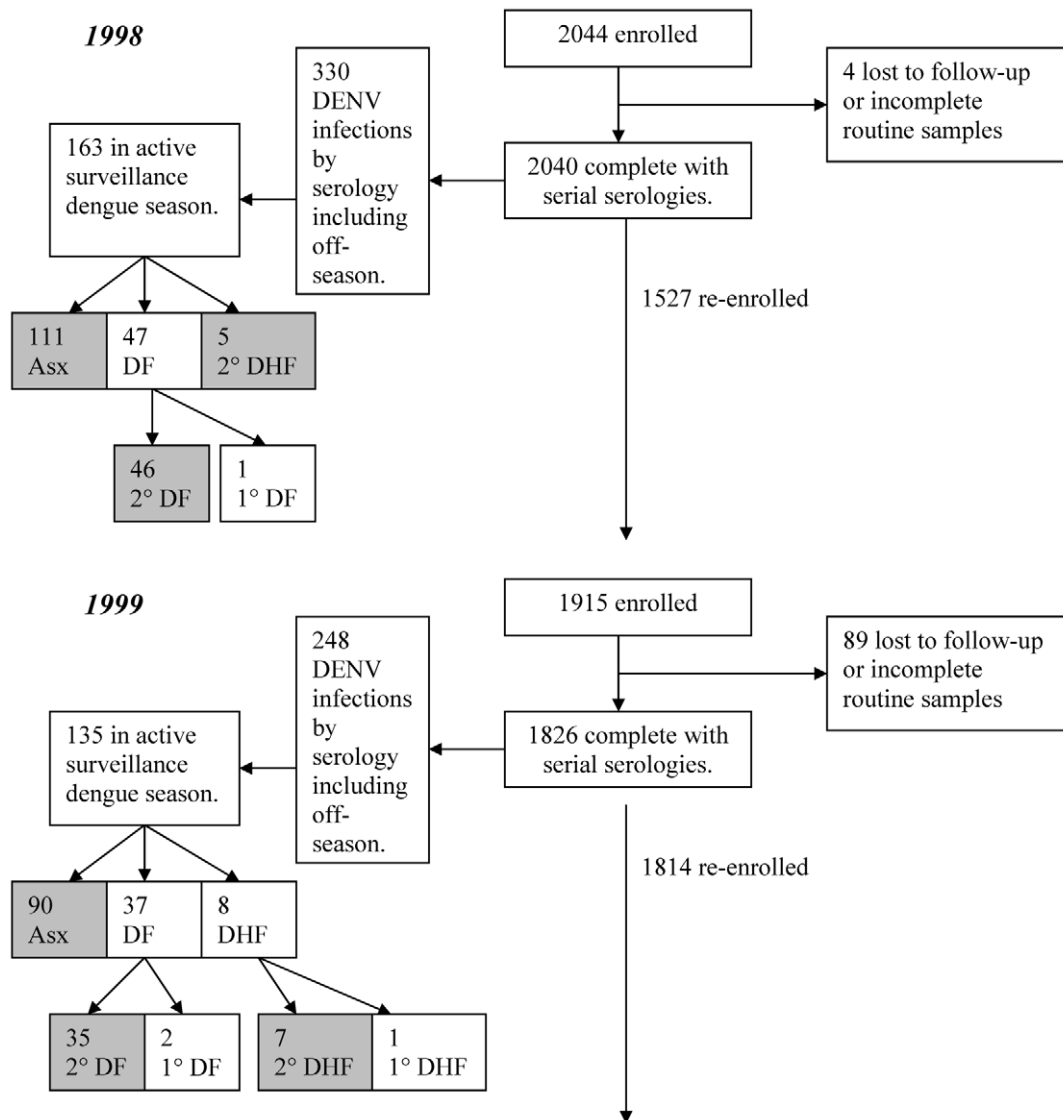 1998
2044 enrolled
4 lost to follow-up
or incomplete
routine samples
330
DENV
infections
by
serology
including
off-
season.
163 in active
surveillance
dengue season.
2040 complete with
serial serologies.
1527 re-enrolled
111
Asx
47
DF
5
2° DHF
46
2° DF
1
1° DF
1999
1915 enrolled
89 lost to follow-up
or incomplete
routine samples
248
DENV
infections
by
serology
including
off-
season.
135 in active
surveillance
dengue season.
1826 complete with
serial serologies.
1814 re-enrolled
90
Asx
37
DF
8
DHF
35
2° DF
2
1° DF
7
2° DHF
1
1° DHF